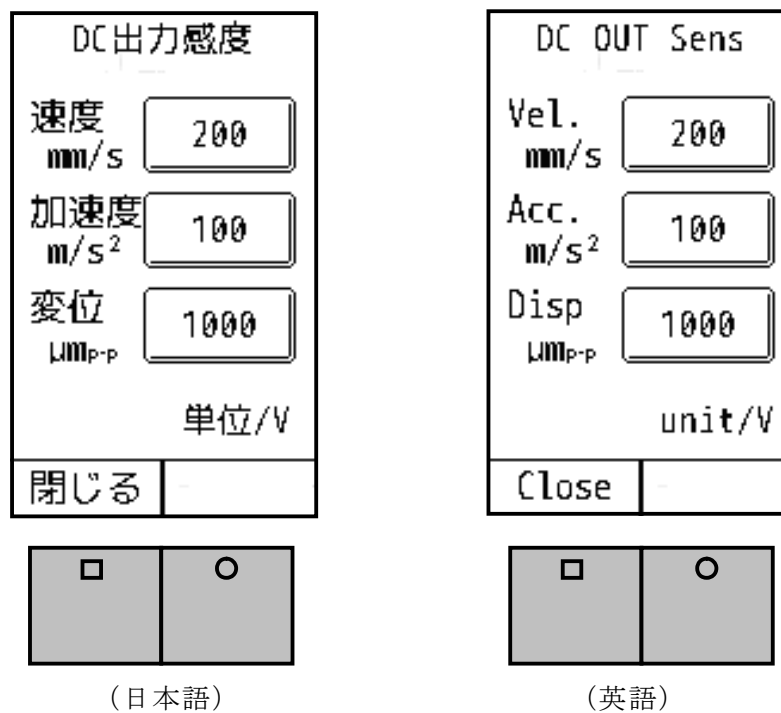 DC出力感度
速度 200
mm/s
加速度 100
m/s²
変位 1000
μmP-P
単位/V
閉じる
(日本語)
DC OUT Sens
Vel. 200
mm/s
Acc. 100
m/s²
Disp 1000
μmP-P
unit/V
Close
(英語)